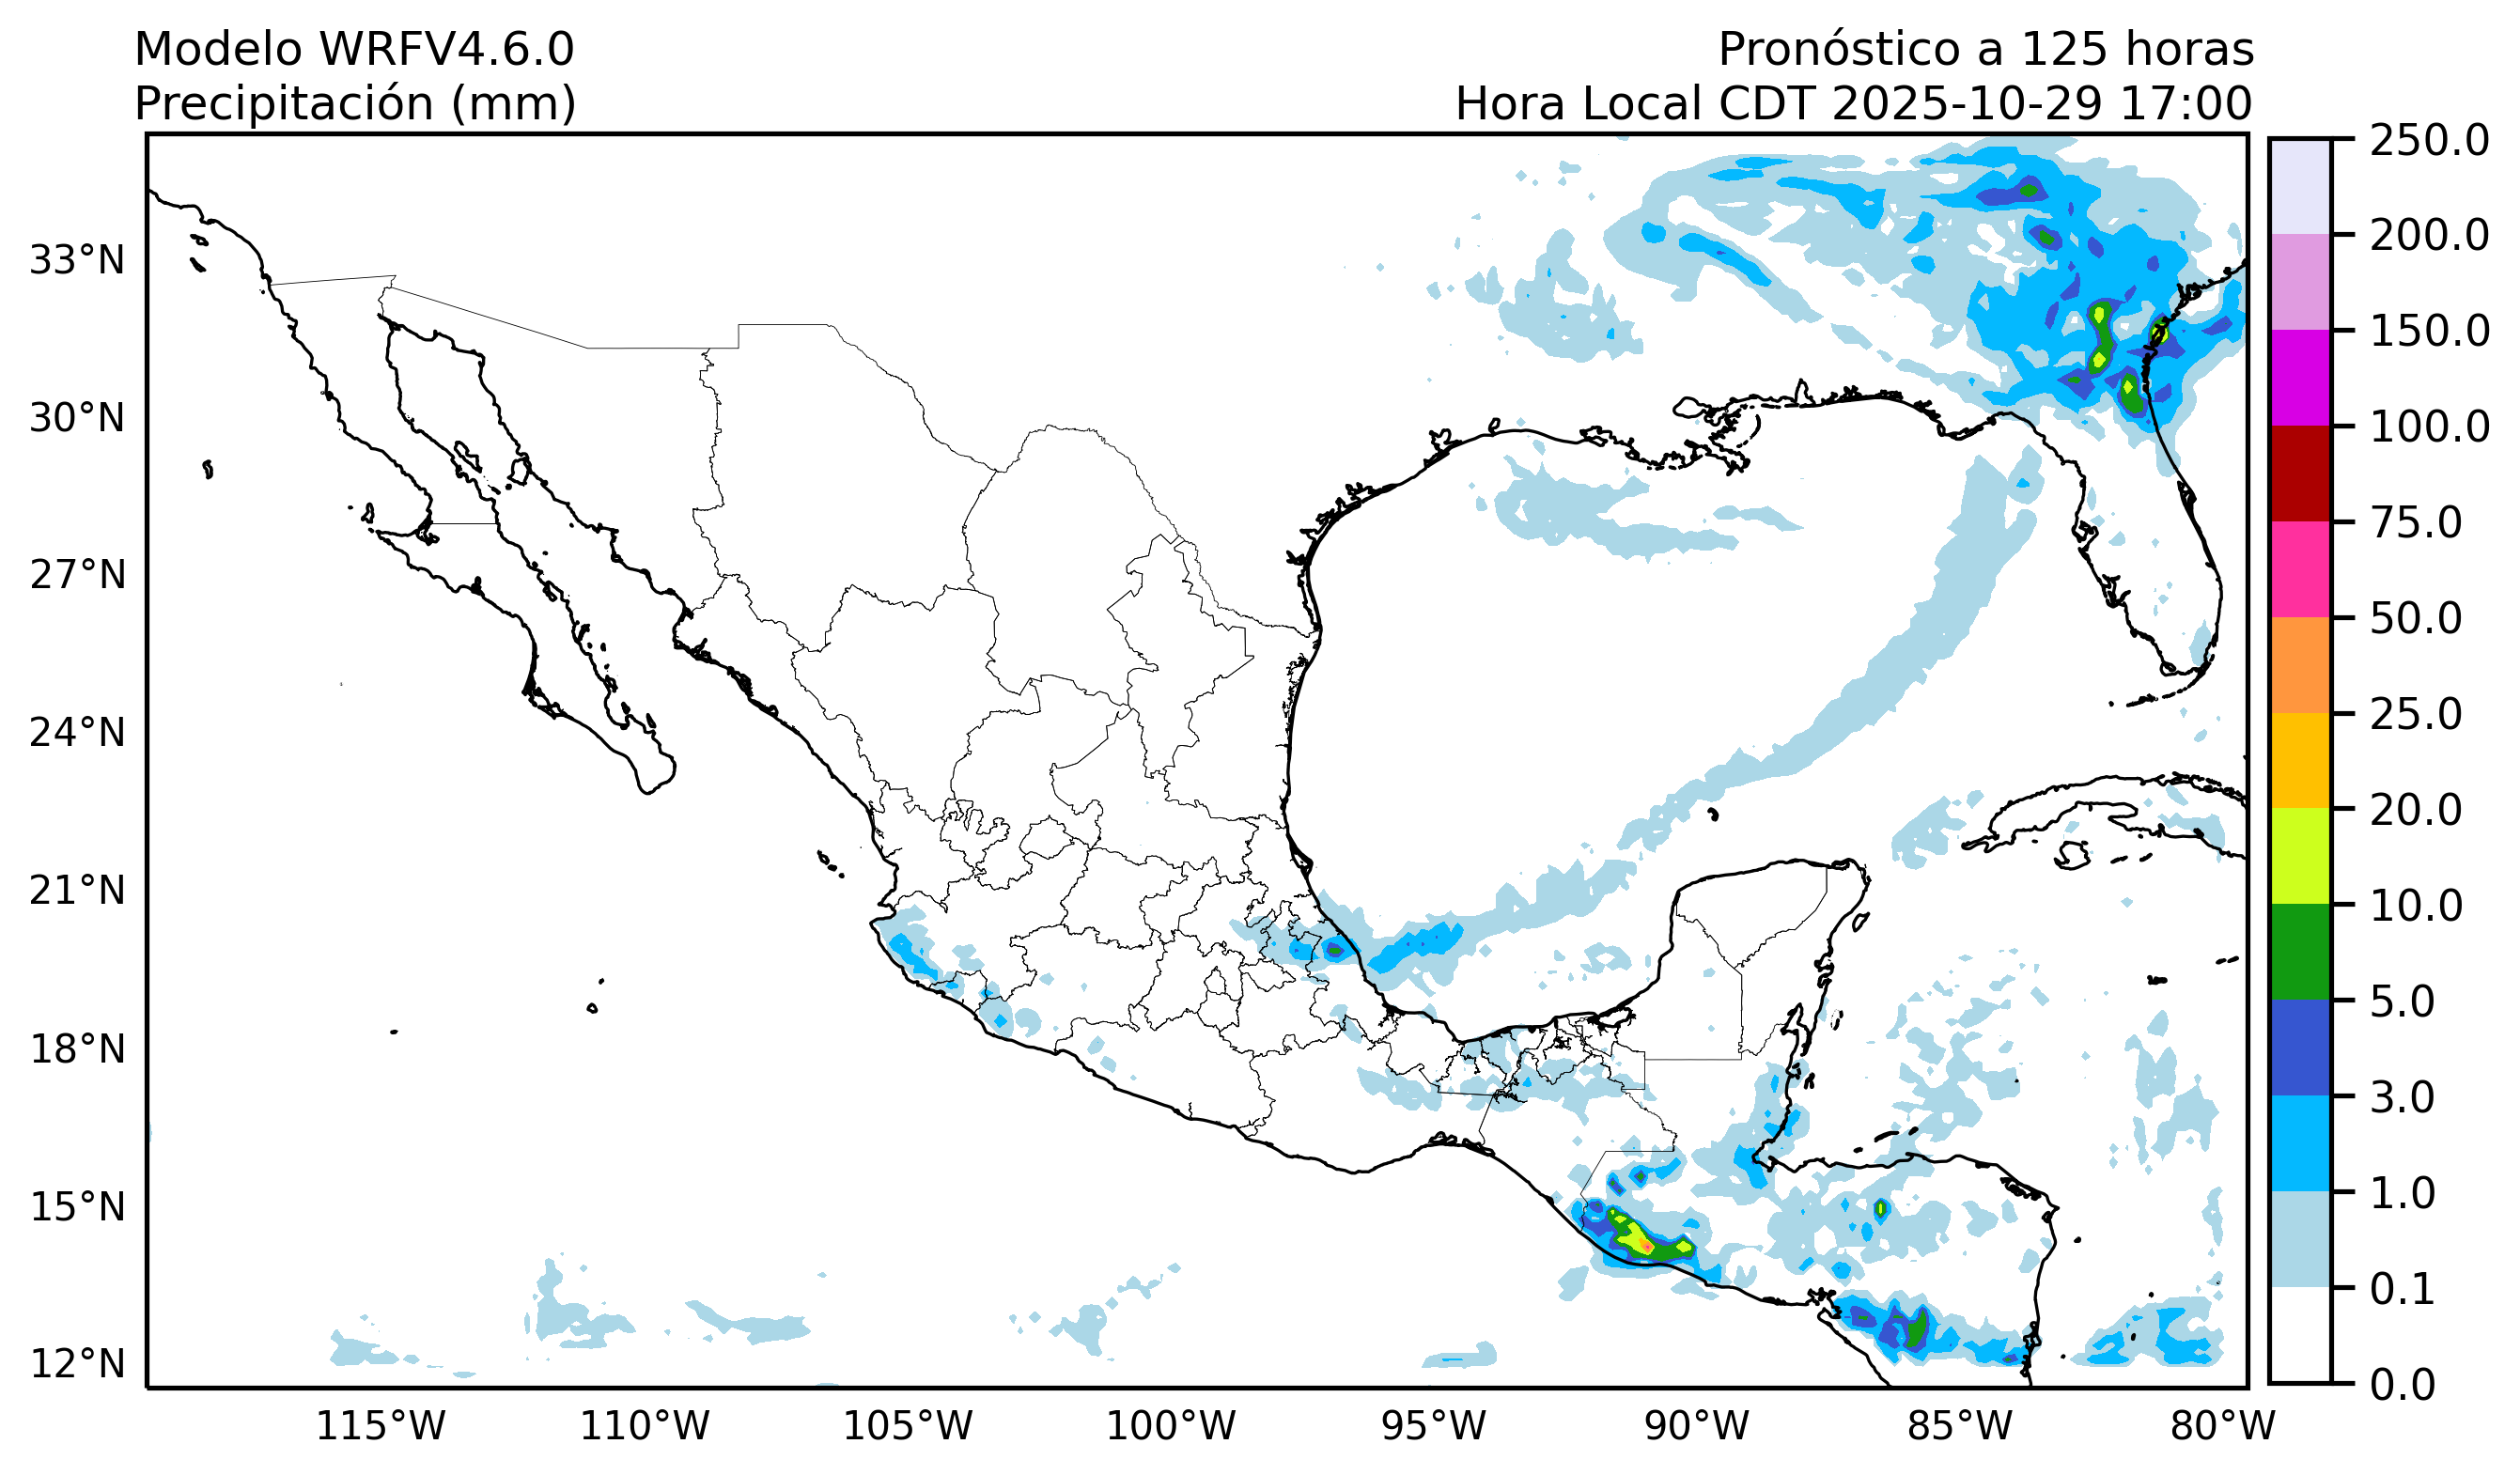 Modelo WRFV4.6.0
Precipitación (mm)
Pronóstico a 125 horas
Hora Local CDT 2025-10-29 17:00
33°N
30°N
27°N
24°N
21°N
18°N
15°N
12°N
115°W
110°W
105°W
100°W
95°W
90°W
85°W
80°W
250.0
200.0
150.0
100.0
75.0
50.0
25.0
20.0
10.0
5.0
3.0
1.0
0.1
0.0